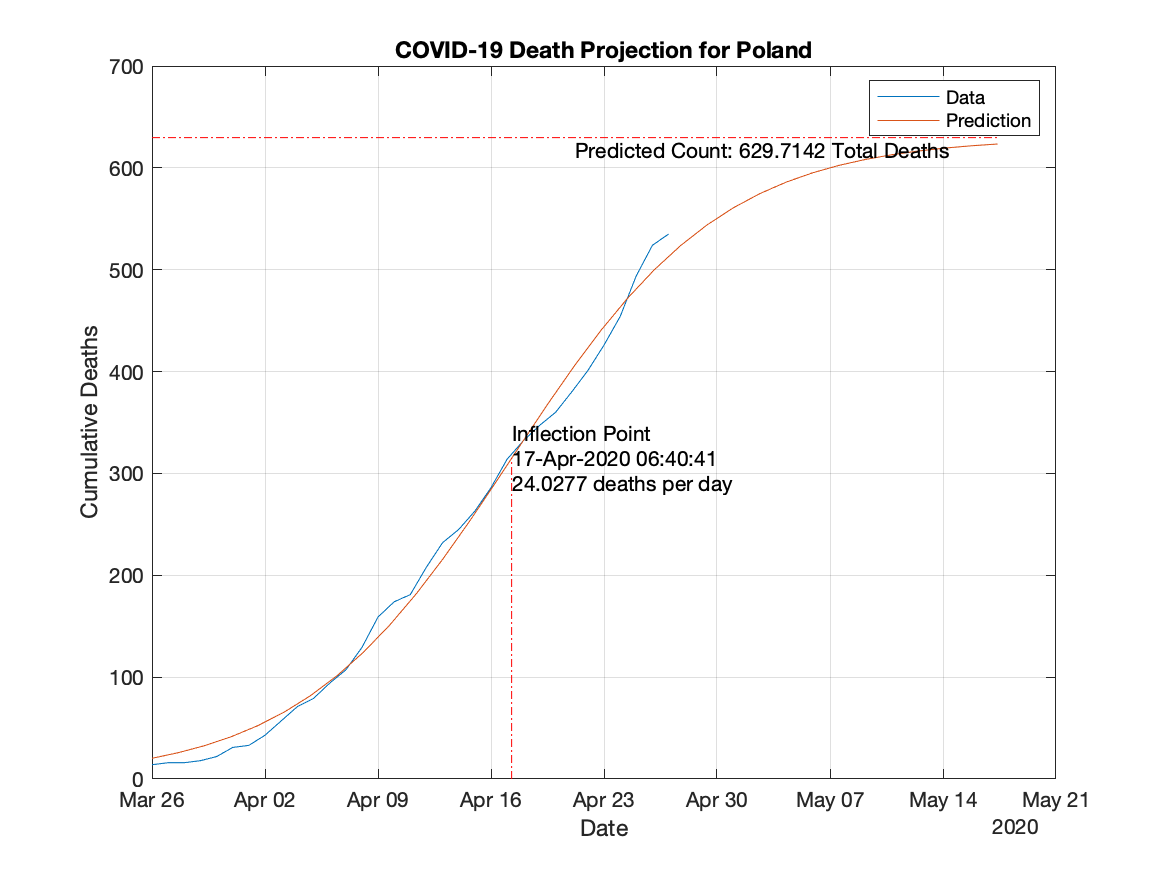 COVID-19 Death Projection for Poland
700
600
500
400
300
200
100
0
Cumulative Deaths
Data
Prediction
Predicted Count: 629.7142 Total Deaths
Inflection Point
17-Apr-2020 06:40:41
24.0277 deaths per day
Mar 26 Apr 02 Apr 09 Apr 16 Apr 23 Apr 30 May 07 May 14 May 21
Date
2020